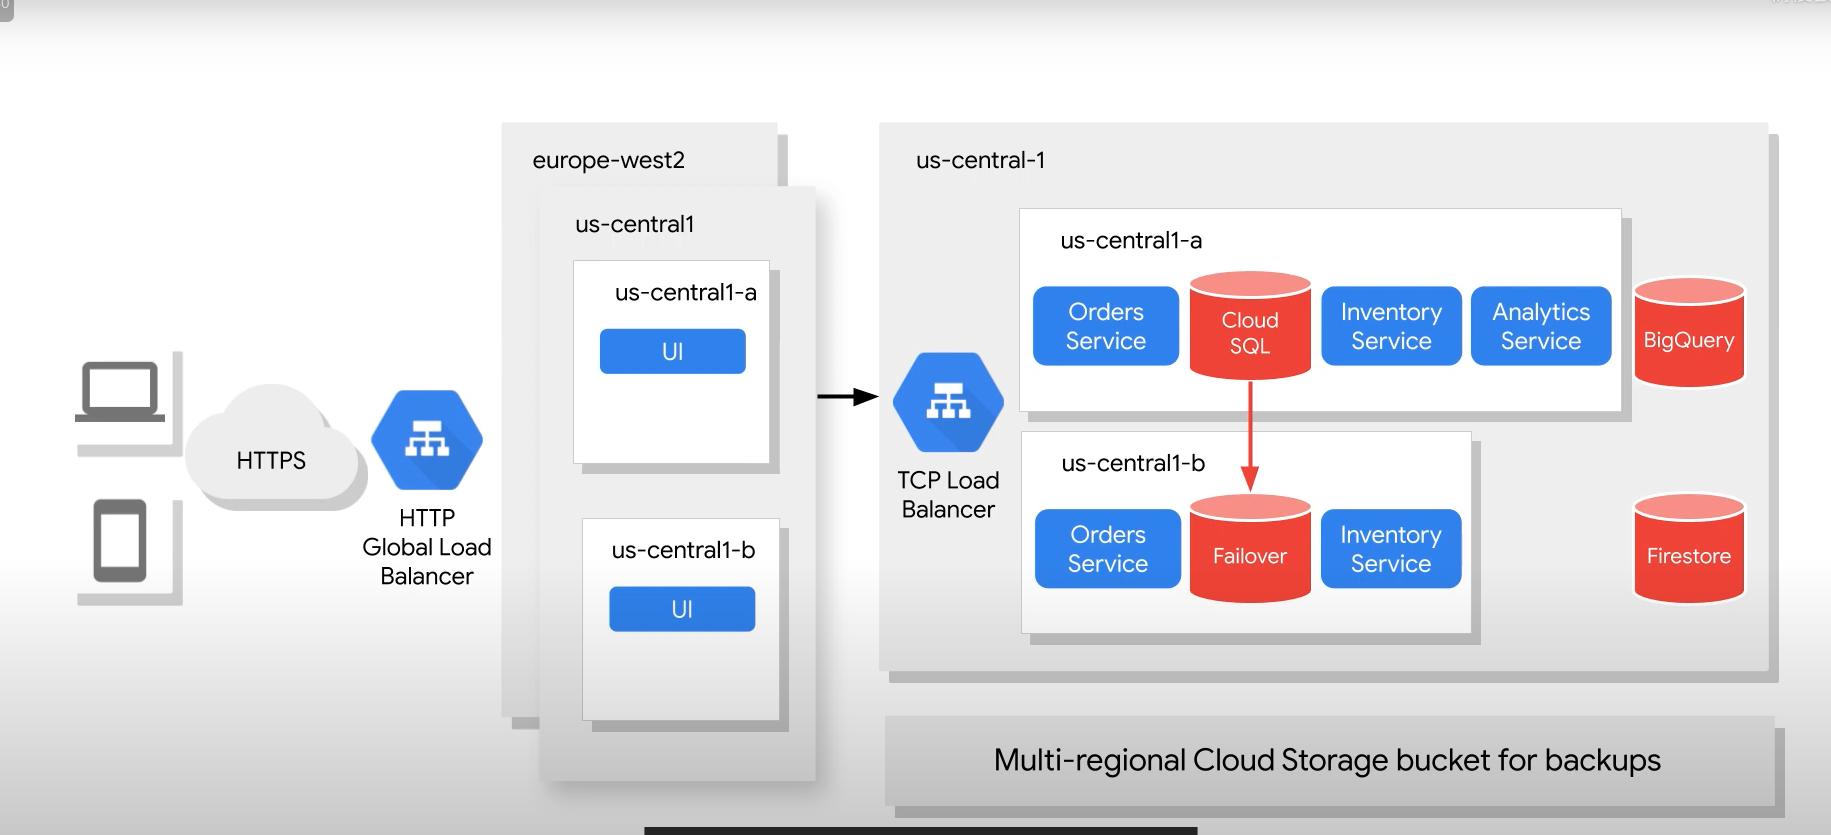 HTTPS
HTTP
Global Load
Balancer
europe-west2
us-central1
us-central1-a
UI
us-central1-b
UI
us-central-1
TCP Load
Balancer
us-central1-a
Orders
Service
Cloud
SQL
Inventory
Service
Analytics
Service
BigQuery
us-central1-b
Orders
Service
Failover
Inventory
Service
Firestore
Multi-regional Cloud Storage bucket for backups